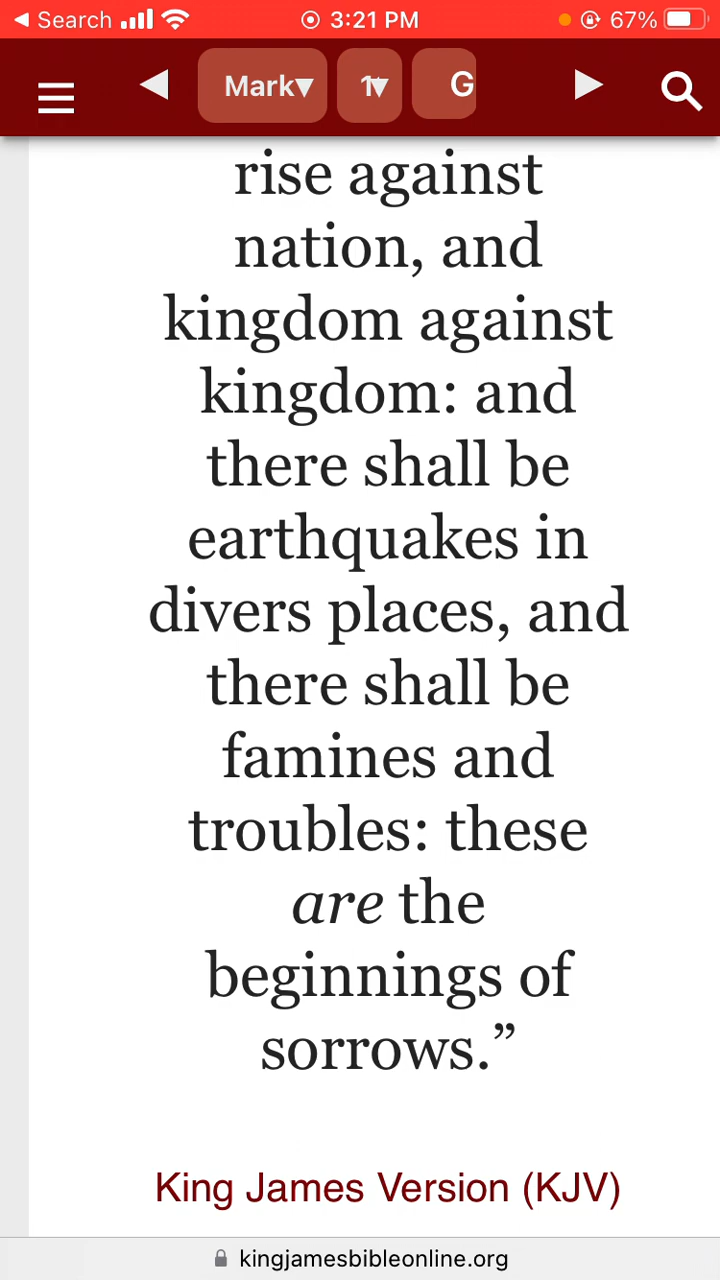 Search 3:21 PM 67%
Mark 1 G
rise against
nation, and
kingdom against
kingdom: and
there shall be
earthquakes in
divers places, and
there shall be
famines and
troubles: these
are the
beginnings of
sorrows.”
King James Version (KJV)
kingjamesbibleonline.org